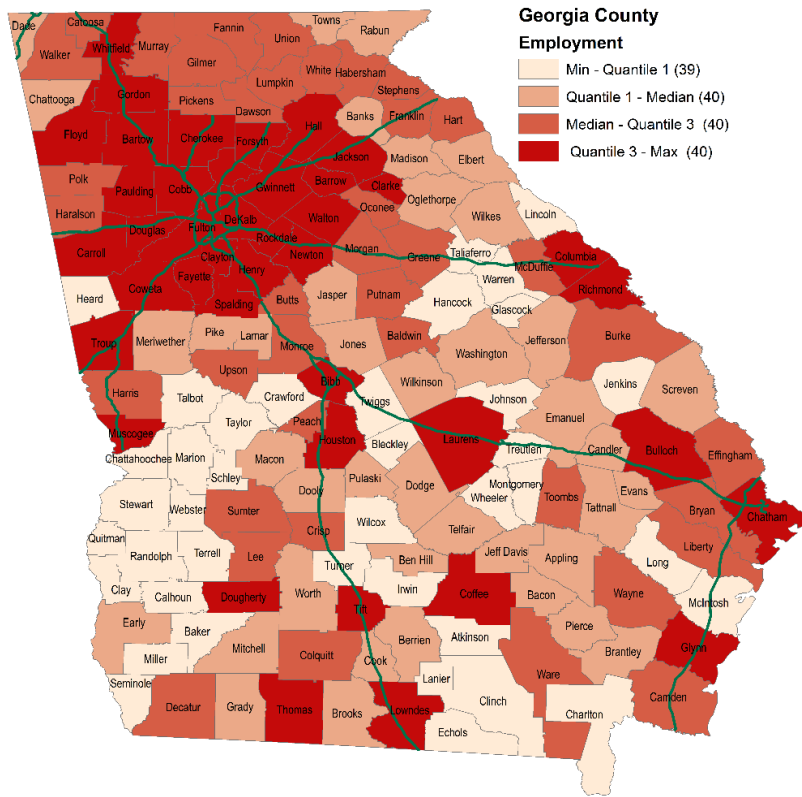 Georgia County
Employment
Min - Quantile 1 (39)
Quantile 1 - Median (40)
Median - Quantile 3 (40)
Quantile 3 - Max (40)
Dade
Catoosa
Fannin
Towns
Rabun
Walker
Whitfield
Murray
Union
Gilmer
White
Habersham
Chattooga
Gordon
Pickens
Lumpkin
Dawson
Stephens
Floyd
Bartow
Cherokee
Forsyth
Hall
Banks
Franklin
Hart
Jackson
Madison
Elbert
Polk
Paulding
Cobb
Gwinnett
Barrow
Clarke
Oglethorpe
Haralson
Douglas
Fulton
DeKalb
Walton
Oconee
Wilkes
Lincoln
Carroll
Clayton
Rockdale
Newton
Morgan
Greene
Taliaferro
McDuffie
Columbia
Heard
Coweta
Fayette
Henry
Spalding
Butts
Jasper
Putnam
Hancock
Warren
Glascock
Richmond
Troup
Meriwether
Pike
Lamar
Monroe
Jones
Baldwin
Washington
Jefferson
Burke
Harris
Upson
Bibb
Twiggs
Wilkinson
Johnson
Jenkins
Screven
Talbot
Crawford
Emanuel
Muscogee
Taylor
Peach
Houston
Bleckley
Laurens
Treutlen
Candler
Bulloch
Effingham
Chattahoochee
Marion
Schley
Macon
Dooly
Pulaski
Dodge
Wheeler
Montgomery
Toombs
Tattnall
Evans
Bryan
Chatham
Stewart
Webster
Sumter
Crisp
Wilcox
Telfair
Liberty
Quitman
Randolph
Terrell
Lee
Turner
Ben Hill
Jeff Davis
Appling
Long
Clay
Calhoun
Dougherty
Worth
Tift
Irwin
Coffee
Bacon
Wayne
McIntosh
Early
Baker
Mitchell
Colquitt
Cook
Berrien
Atkinson
Pierce
Brantley
Glynn
Miller
Seminole
Decatur
Grady
Thomas
Brooks
Lowndes
Lanier
Clinch
Ware
Echols
Charlton
Camden